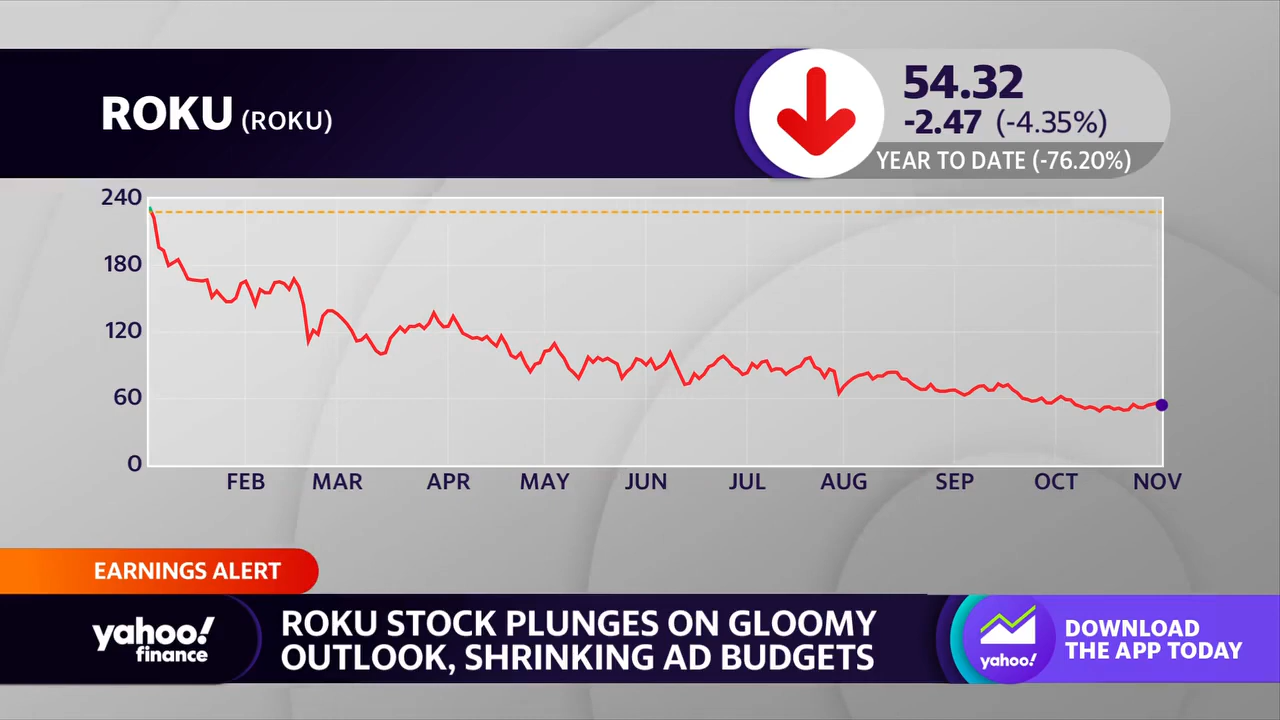 ROKU (ROKU)
54.32
-2.47 (-4.35%)
YEAR TO DATE (-76.20%)
240
180
120
60
0
FEB MAR APR MAY JUN JUL AUG SEP OCT NOV
EARNINGS ALERT
yahoo!
finance
ROKU STOCK PLUNGES ON GLOOMY
OUTLOOK, SHRINKING AD BUDGETS
yahoo!
DOWNLOAD
THE APP TODAY